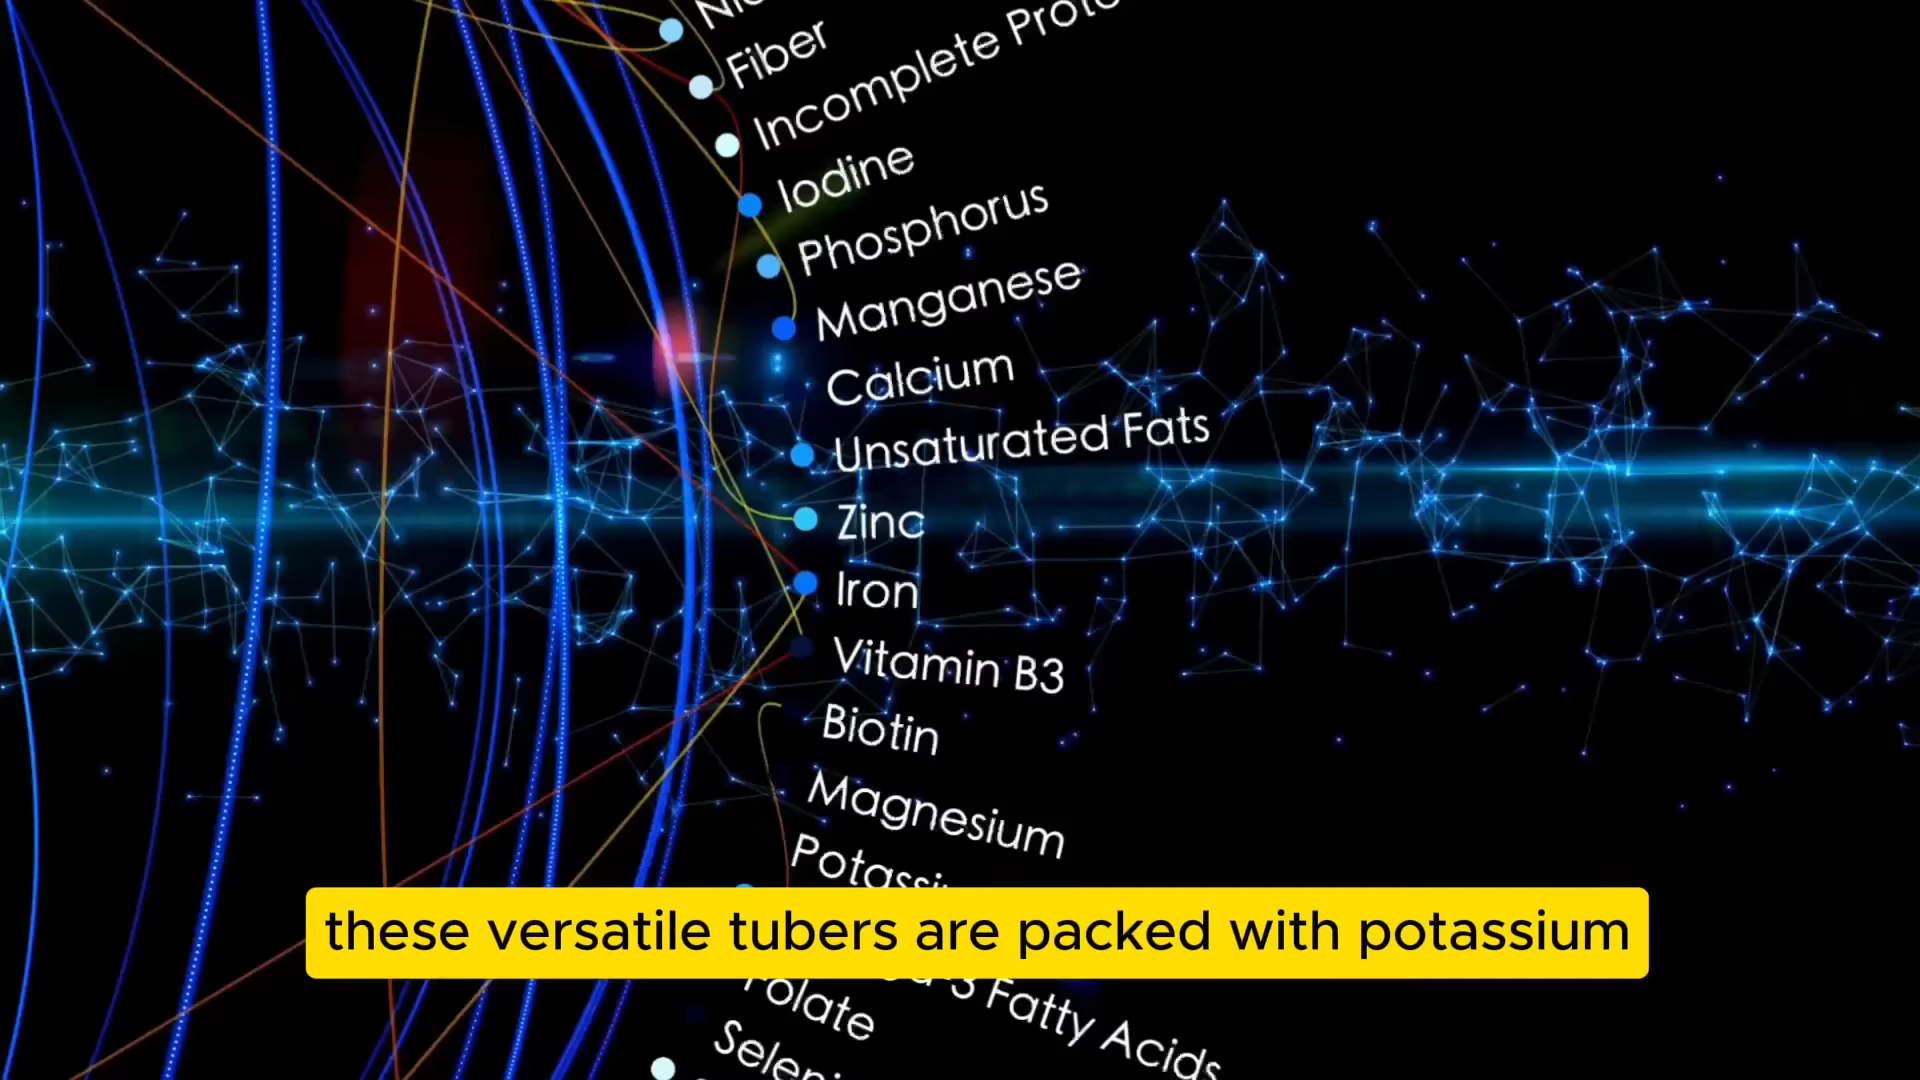 Fiber
Incomplete
Iodine
Phosphorus
Manganese
Calcium
Unsaturated Fats
Zinc
Iron
Vitamin B3
Biotin
Magnesium
these versatile tubers are packed with potassium
3 Fatty Acids